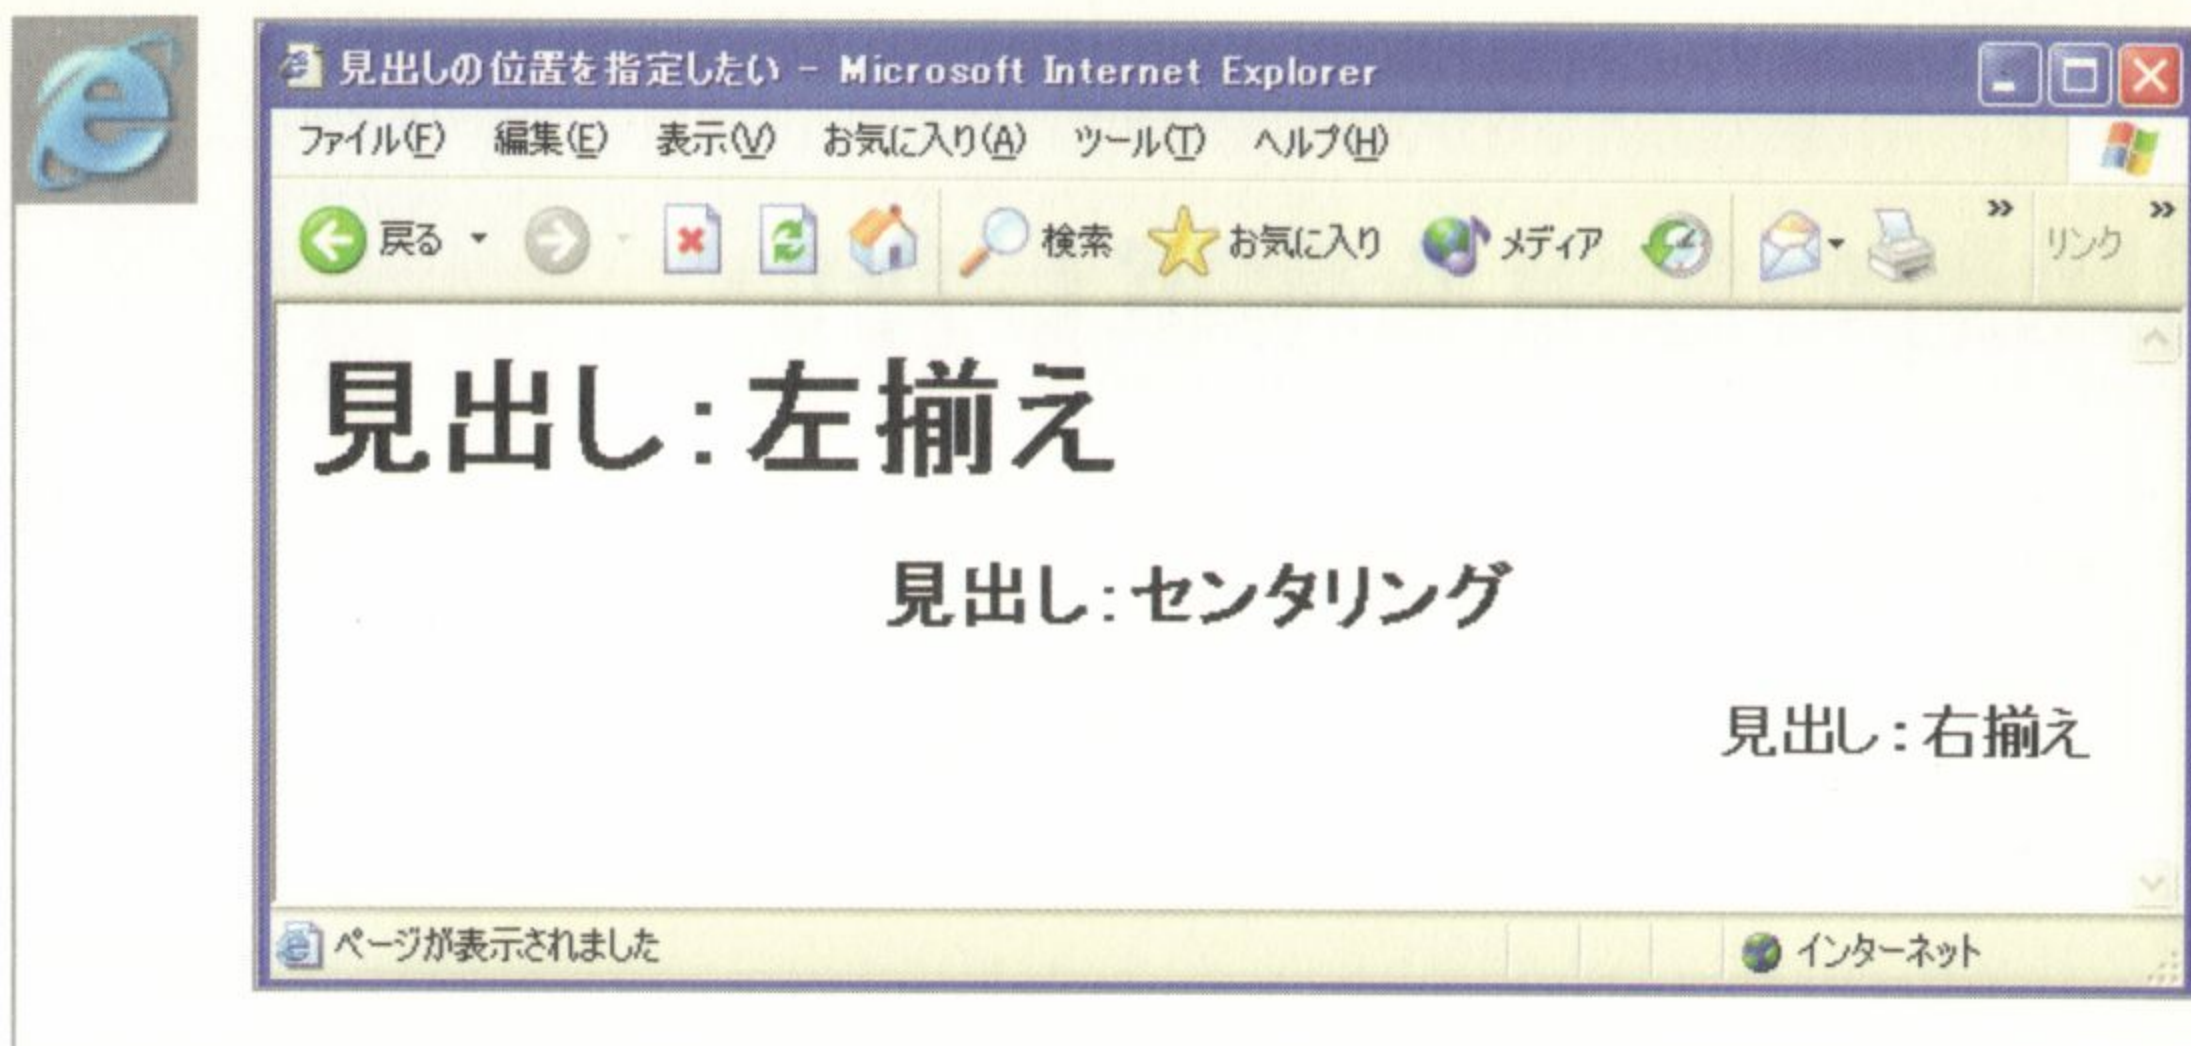 見出しの位置を指定したい - Microsoft Internet Explorer
ファイル(F) 編集(E) 表示(V) お気に入り(A) ツール(T) ヘルプ(H)
戻る 検索 お気に入り メディア » リンク »
見出し:左揃え
見出し:センタリング
見出し:右揃え
ページが表示されました インターネット